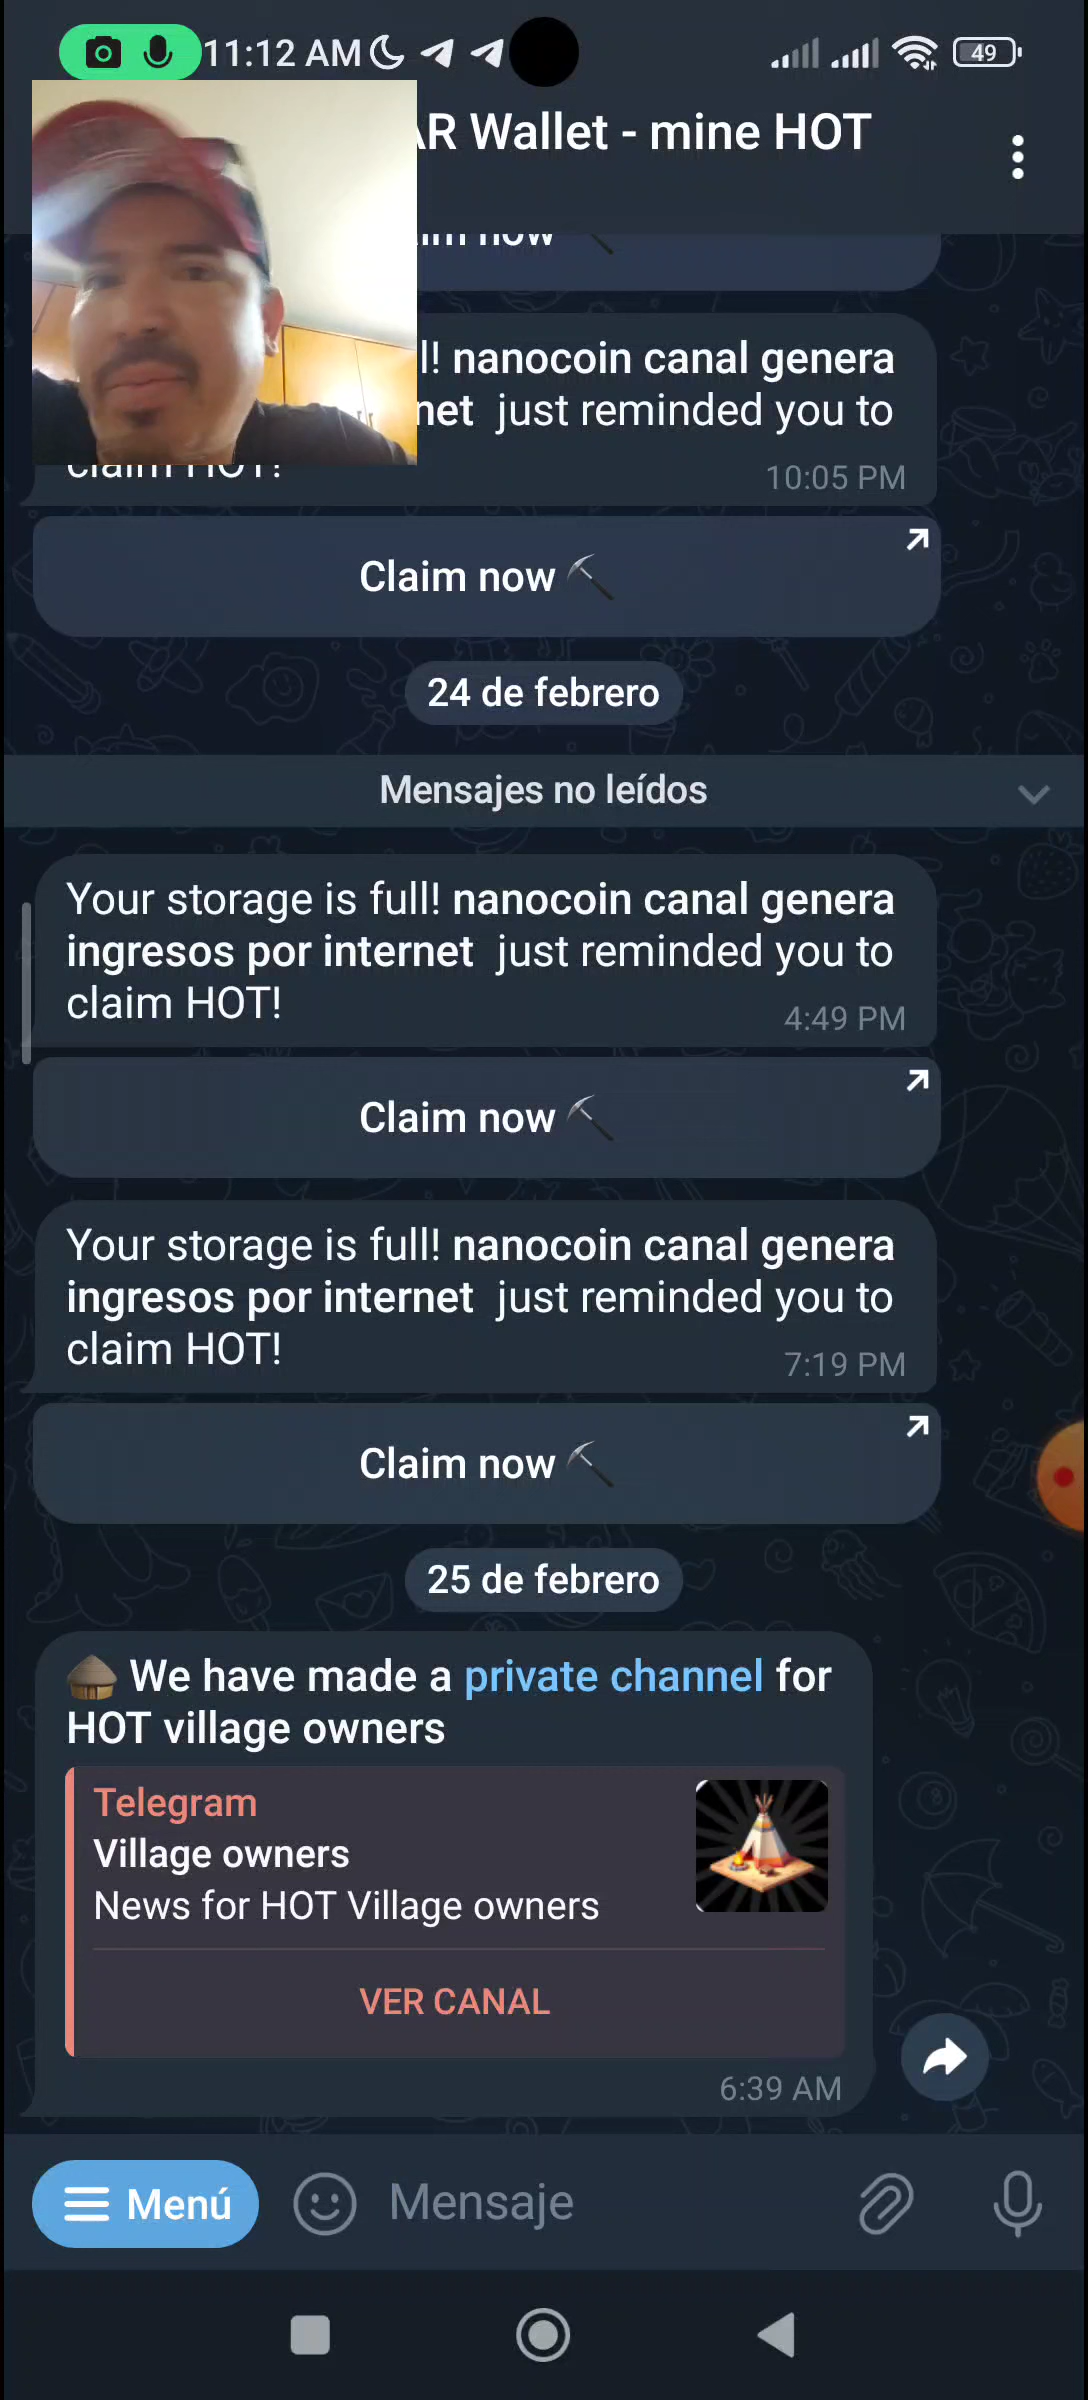 11:12 AM
49
AR Wallet - mine HOT
now
l! nanocoin canal genera
net just reminded you to
claim HOT!
10:05 PM
Claim now
24 de febrero
Mensajes no leídos
Your storage is full! nanocoin canal genera
ingresos por internet just reminded you to
claim HOT!
4:49 PM
Claim now
Your storage is full! nanocoin canal genera
ingresos por internet just reminded you to
claim HOT!
7:19 PM
Claim now
25 de febrero
We have made a private channel for
HOT village owners
Telegram
Village owners
News for HOT Village owners
VER CANAL
6:39 AM
Menú
Mensaje